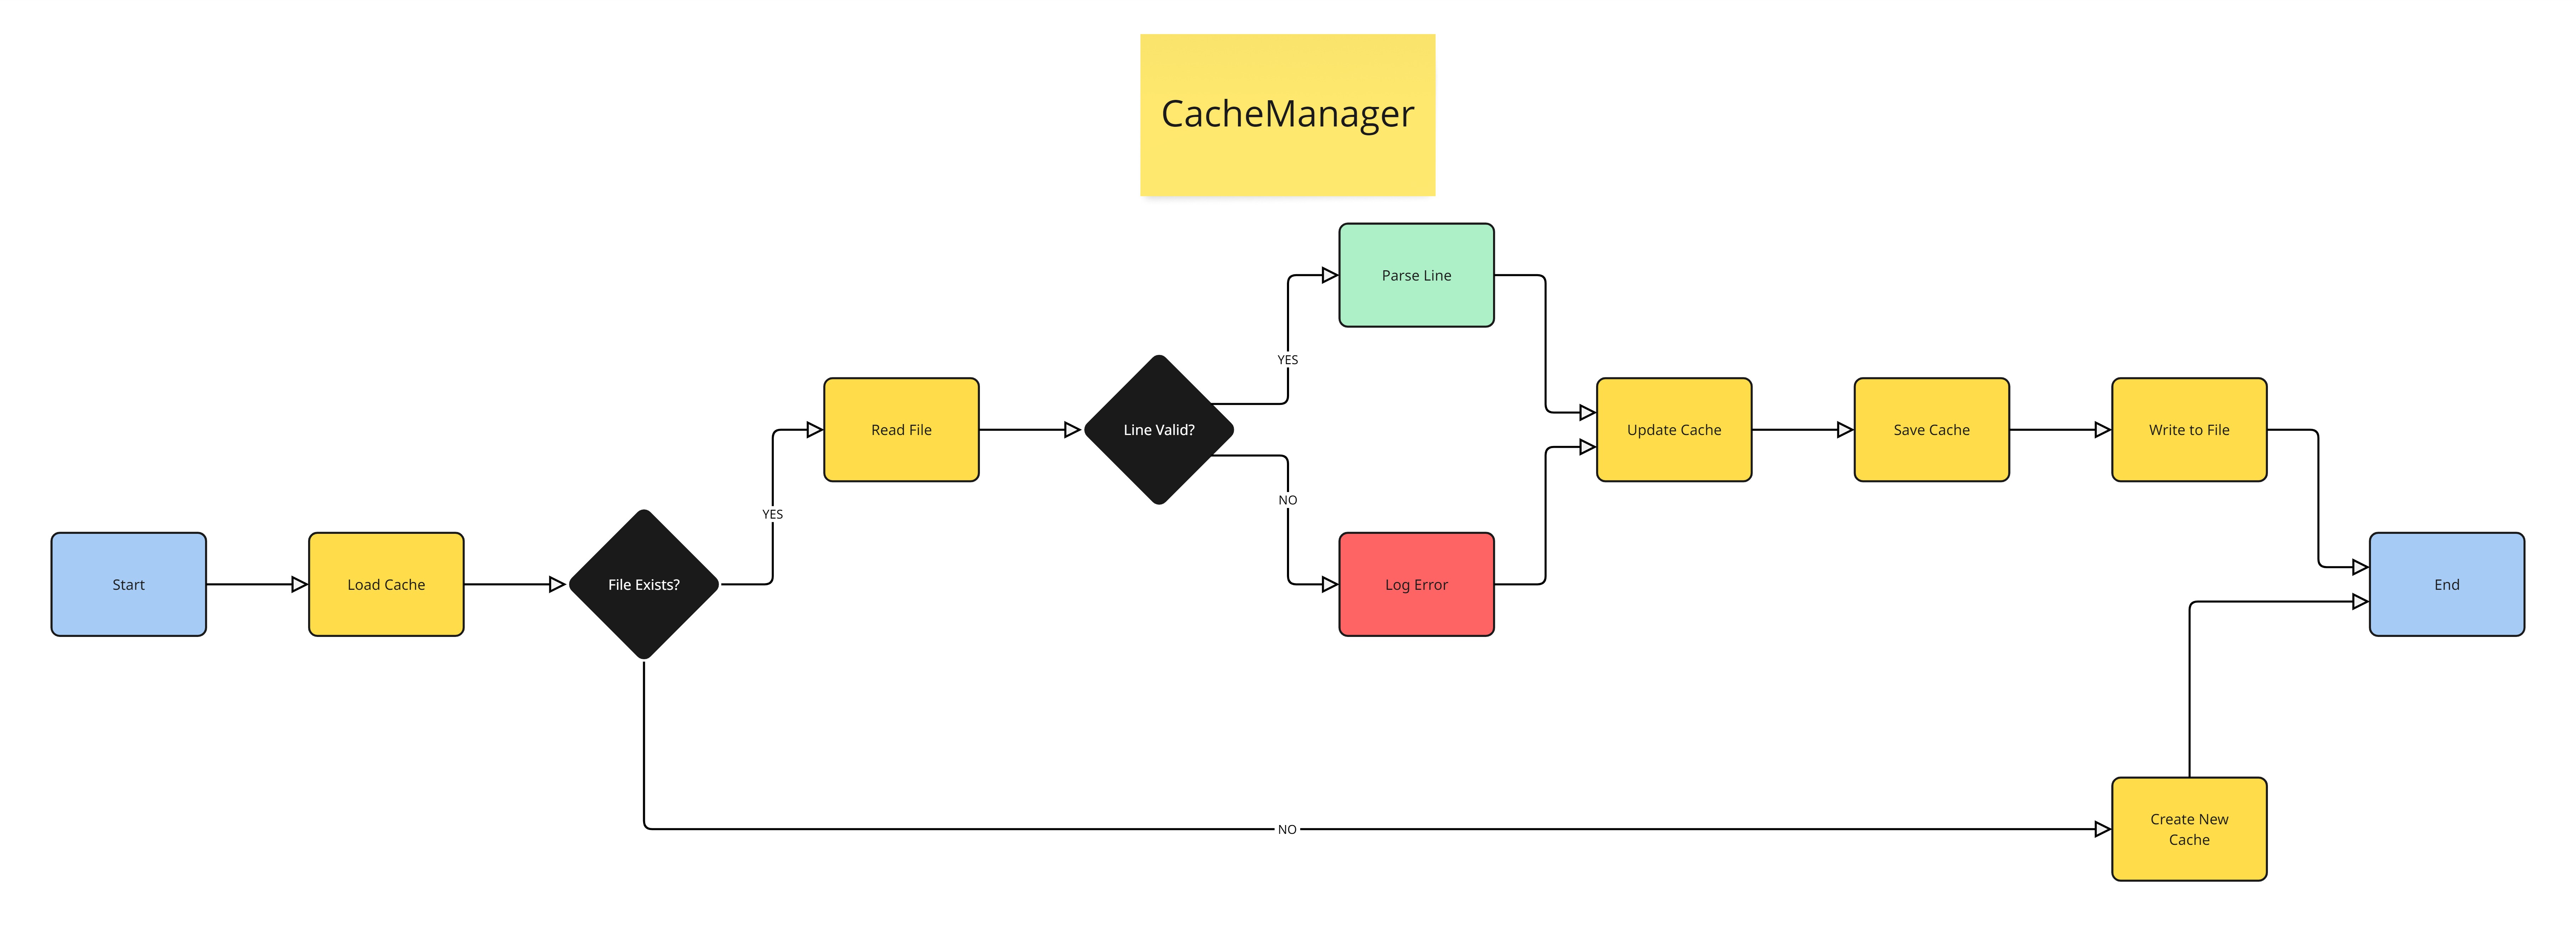 CacheManager
Start
Load Cache
File Exists?
YES
Read File
Line Valid?
YES
Parse Line
NO
Log Error
Update Cache
Save Cache
Write to File
End
NO
Create New
Cache